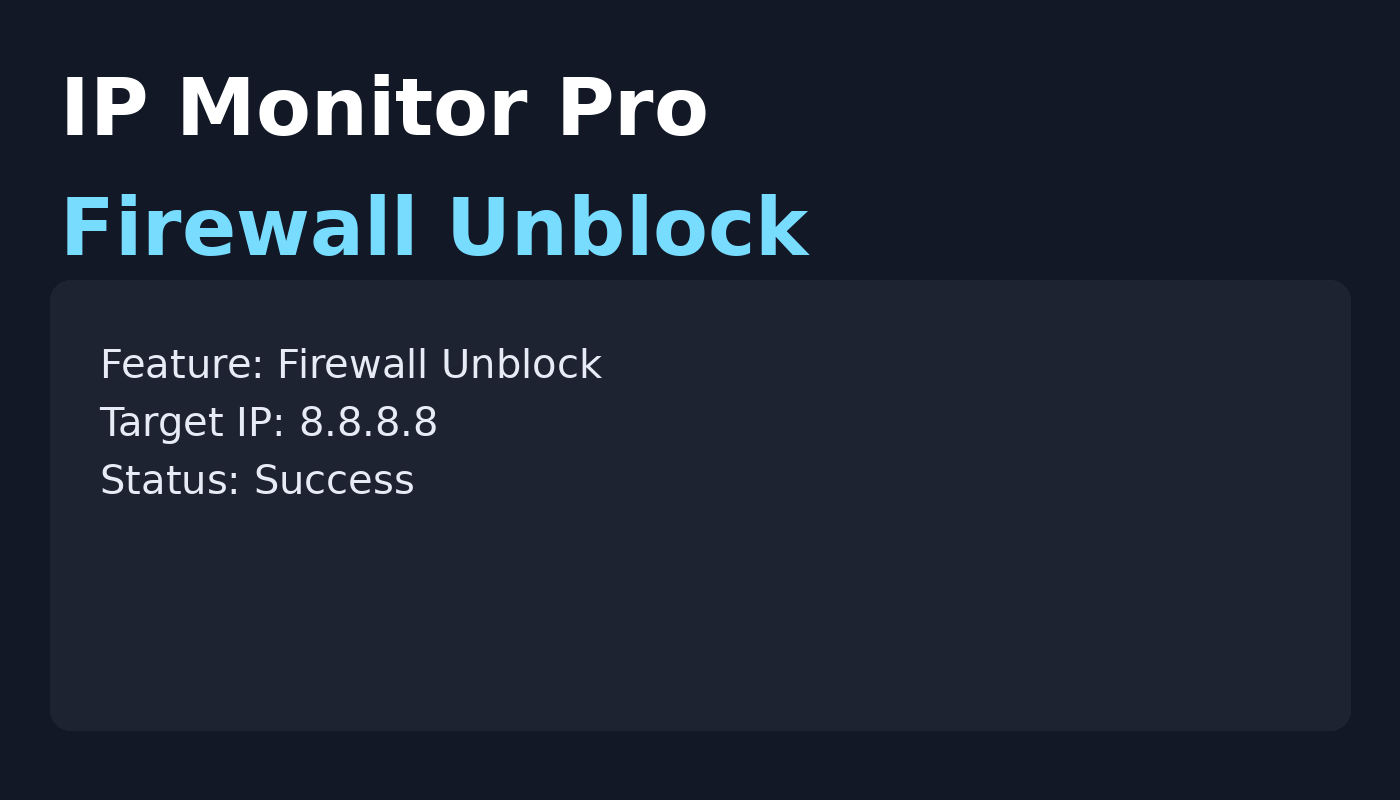 IP Monitor Pro
Firewall Unblock
Feature: Firewall Unblock
Target IP: 8.8.8.8
Status: Success